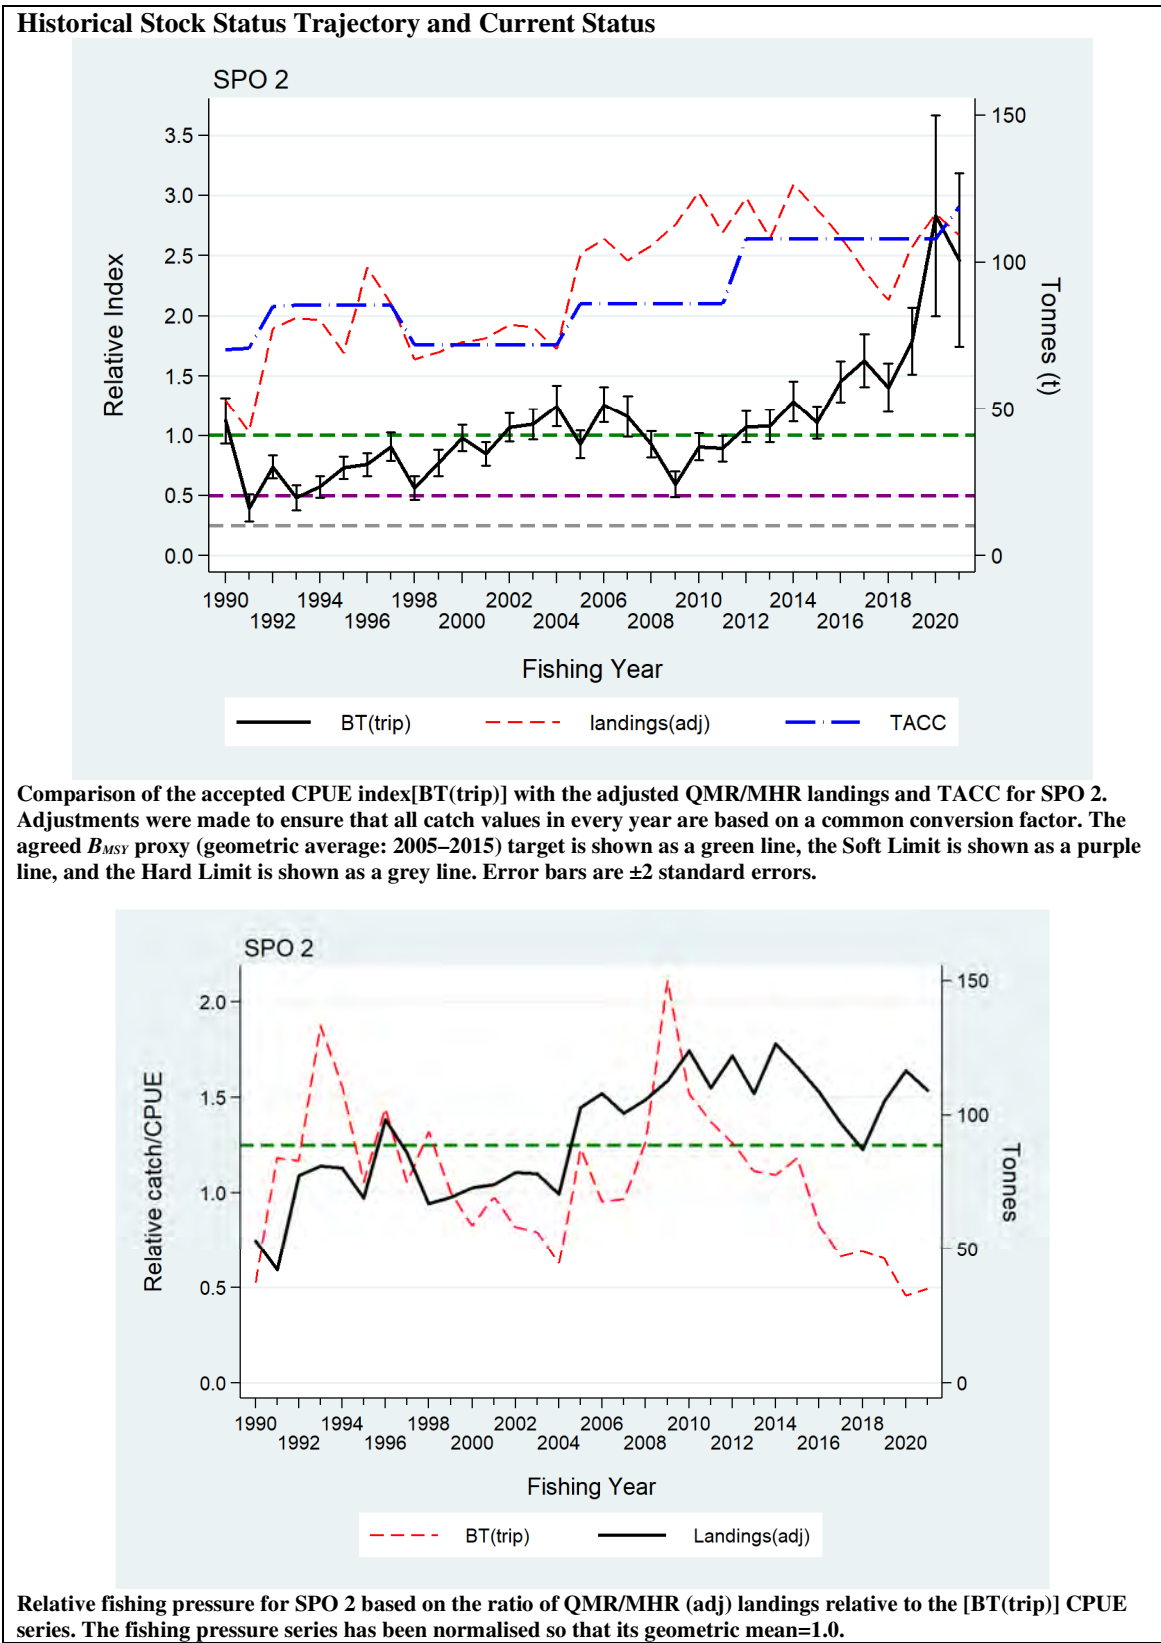 Historical Stock Status Trajectory and Current Status
SPO 2
3.5
3.0
2.5
2.0
1.5
1.0
0.5
0.0
Relative Index
150
100
50
0
Tonnes (t)
1990 1994 1998 2002 2006 2010 2014 2018
1992 1996 2000 2004 2008 2012 2016 2020
Fishing Year
BT(trip) landings(adj) TACC
Comparison of the accepted CPUE index[BT(trip)] with the adjusted QMR/MHR landings and TACC for SPO 2.
Adjustments were made to ensure that all catch values in every year are based on a common conversion factor. The
agreed BMSY proxy (geometric average: 2005–2015) target is shown as a green line, the Soft Limit is shown as a purple
line, and the Hard Limit is shown as a grey line. Error bars are ±2 standard errors.
SPO 2
2.0
1.5
1.0
0.5
0.0
Relative catch/CPUE
150
100
50
0
Tonnes
1990 1994 1998 2002 2006 2010 2014 2018
1992 1996 2000 2004 2008 2012 2016 2020
Fishing Year
BT(trip) Landings(adj)
Relative fishing pressure for SPO 2 based on the ratio of QMR/MHR (adj) landings relative to the [BT(trip)] CPUE
series. The fishing pressure series has been normalised so that its geometric mean=1.0.